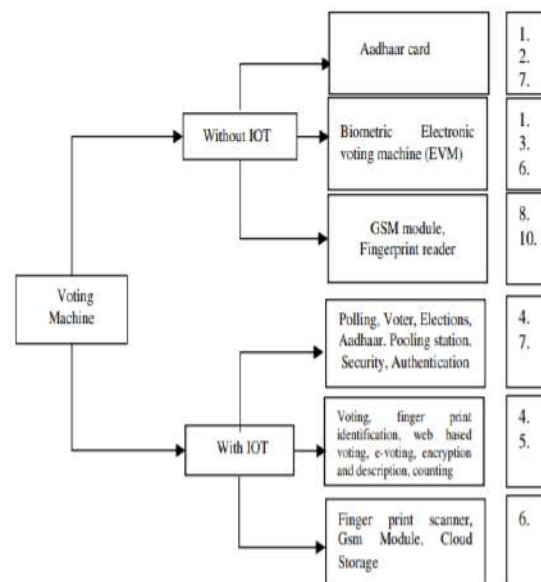 Aadhaar card
1.
2.
7.
Without IOT
Biometric Electronic
voting machine (EVM)
1.
3.
6.
GSM module,
Fingerprint reader
8.
10.
Voting
Machine
Polling, Voter, Elections,
Aadhaar, Pooling station,
Security, Authentication
4.
7.
With IOT
Voting, finger print
identification, web based
voting, e-voting, encryption
and description, counting
4.
5.
Finger print scanner,
Gsm Module, Cloud
Storage
6.